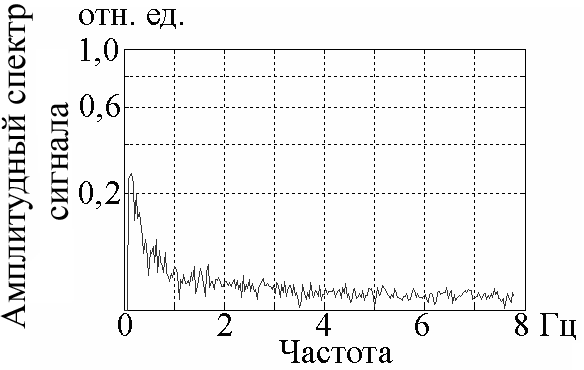 отн. ед.
Амплитудный спектр
сигнала
1,0
0,6
0,2
0 2 4 6 8 Гц
Частота